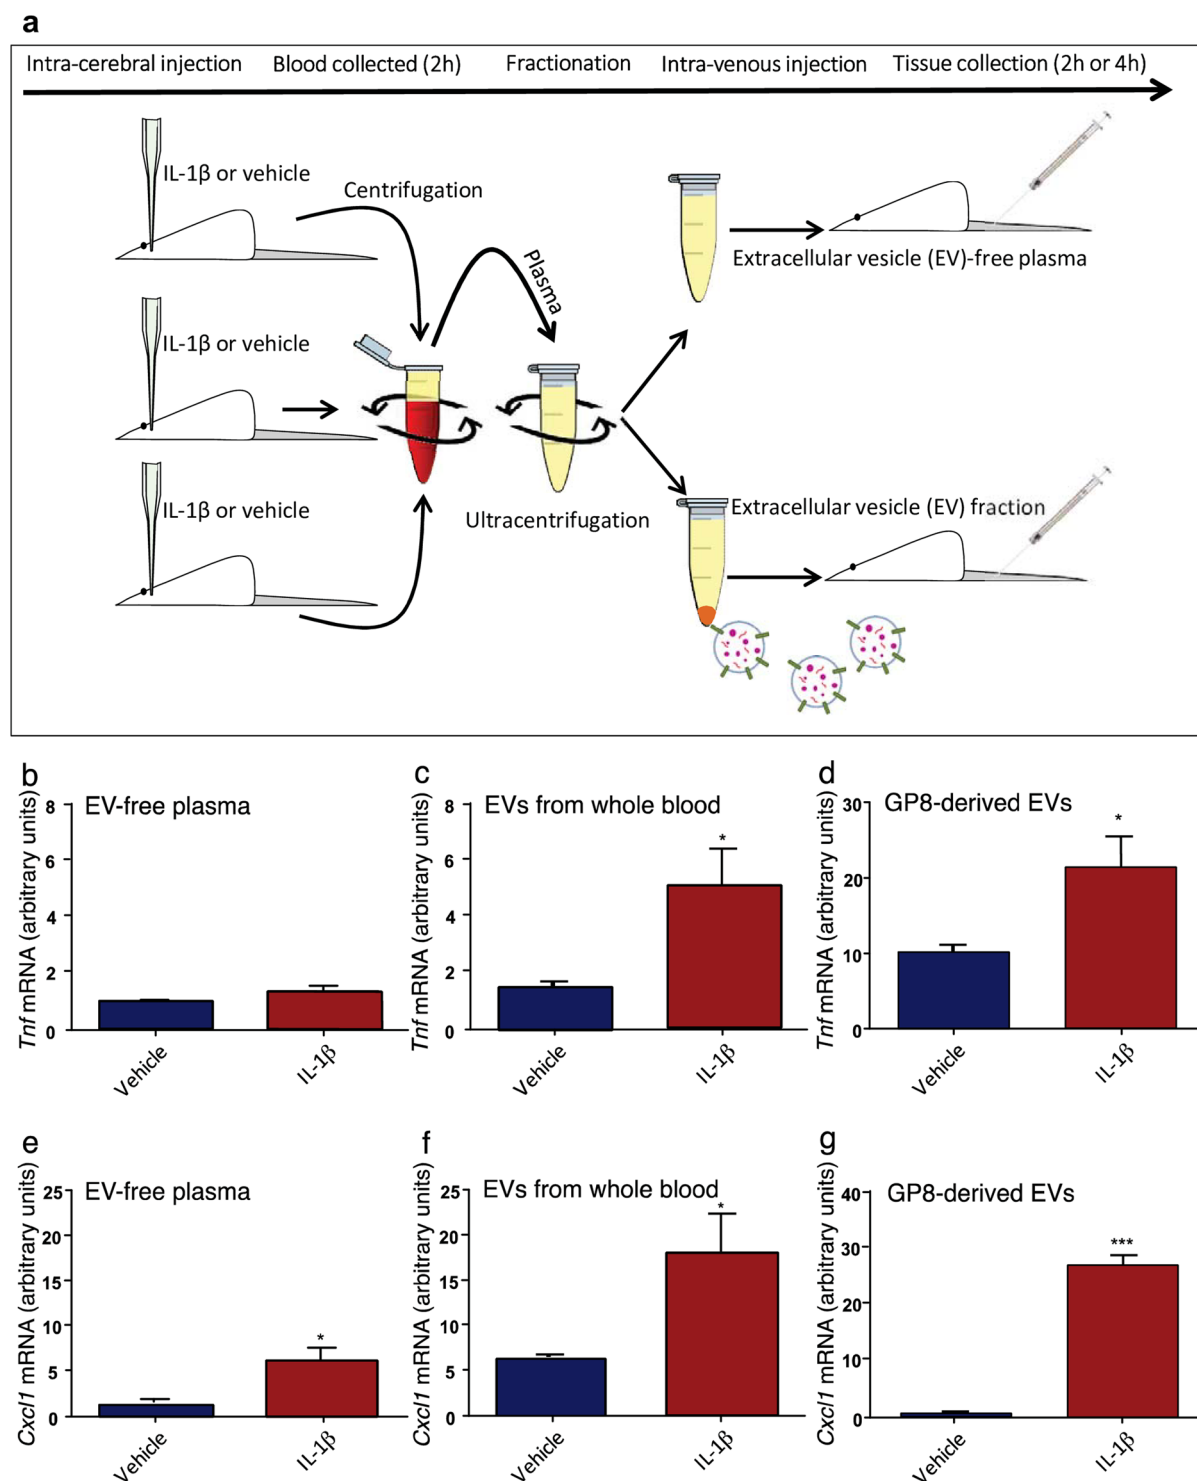 a
Intra-cerebral injection Blood collected (2h) Fractionation Intra-venous injection Tissue collection (2h or 4h)
IL-1β or vehicle
Centrifugation
Plasma
Extracellular vesicle (EV)-free plasma
IL-1β or vehicle
IL-1β or vehicle
Ultracentrifugation
Extracellular vesicle (EV) fraction
b
EV-free plasma
Tnf mRNA (arbitrary units)
8
6
4
2
0
Vehicle
IL-1β
c
EVs from whole blood
Tnf mRNA (arbitrary units)
8
6
4
2
0
*
Vehicle
IL-1β
d
GP8-derived EVs
Tnf mRNA (arbitrary units)
30
20
10
0
*
Vehicle
IL-1β
e
EV-free plasma
Cxcl1 mRNA (arbitrary units)
25
20
15
10
5
0
*
Vehicle
IL-1β
f
EVs from whole blood
Cxcl1 mRNA (arbitrary units)
25
20
15
10
5
0
*
Vehicle
IL-1β
g
GP8-derived EVs
Cxcl1 mRNA (arbitrary units)
40
30
20
10
0
***
Vehicle
IL-1β